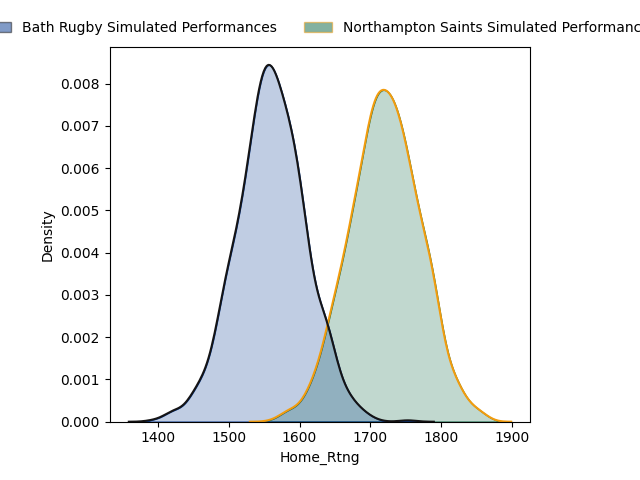 Bath Rugby Simulated Performances
Northampton Saints Simulated Performanc
0.008
0.007
0.006
0.005
0.004
0.003
0.002
0.001
0.000
Density
1400 1500 1600 1700 1800 1900
Home_Rtng